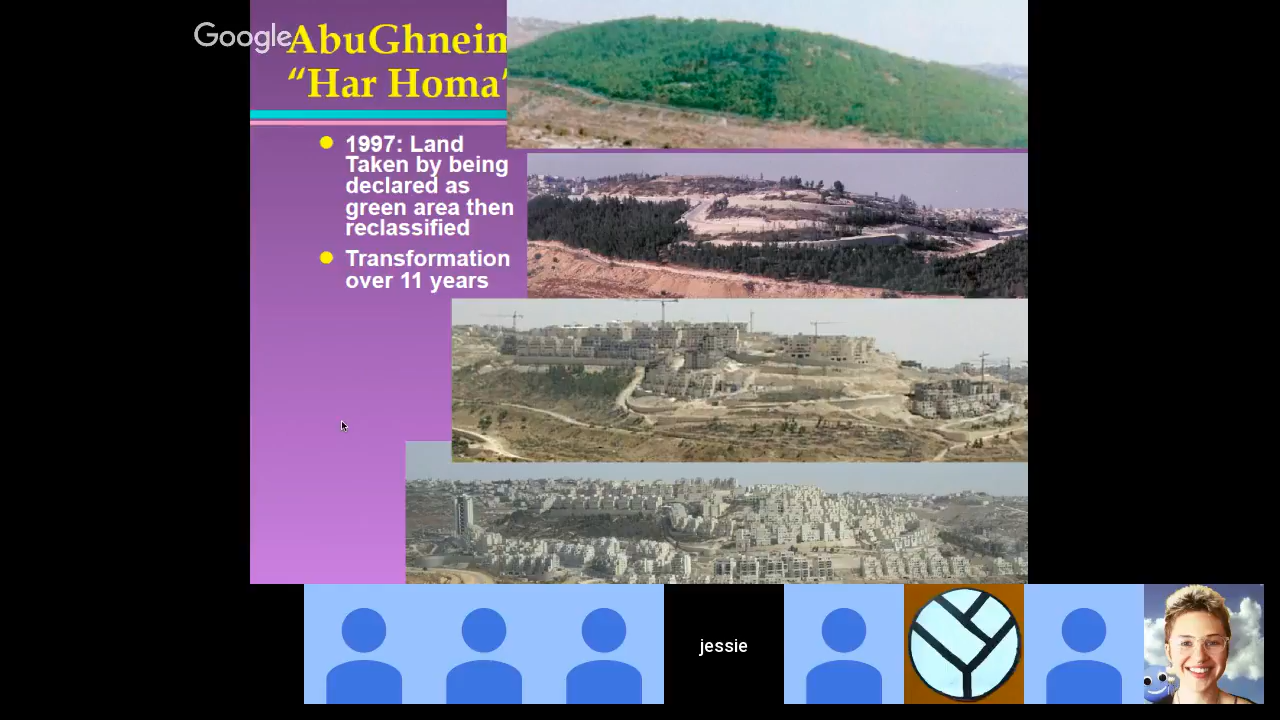 Google
AbuGhneim
“Har Homa”
1997: Land
Taken by being
declared as
green area then
reclassified
Transformation
over 11 years
jessie